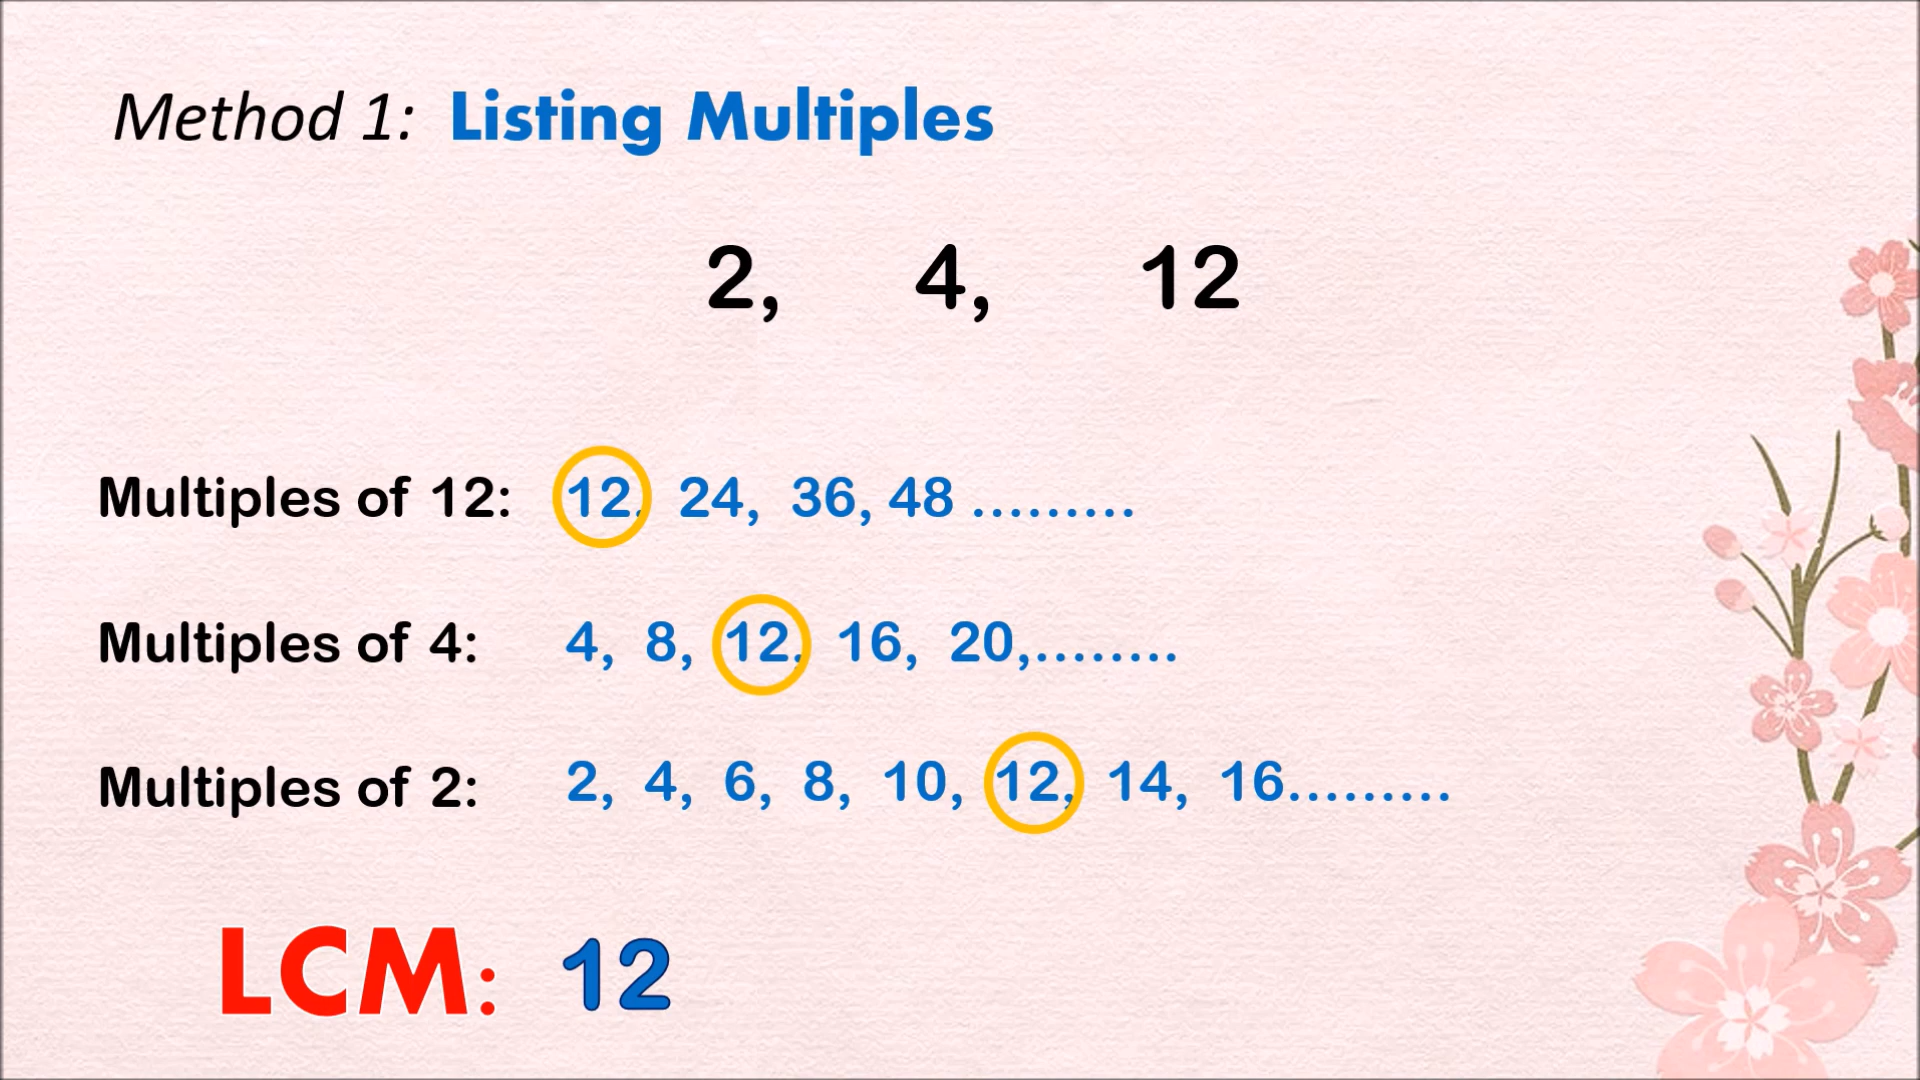 Method 1: Listing Multiples
2, 4, 12
Multiples of 12: 12, 24, 36, 48 .........
Multiples of 4: 4, 8, 12, 16, 20,........
Multiples of 2: 2, 4, 6, 8, 10, 12, 14, 16.........
LCM: 12